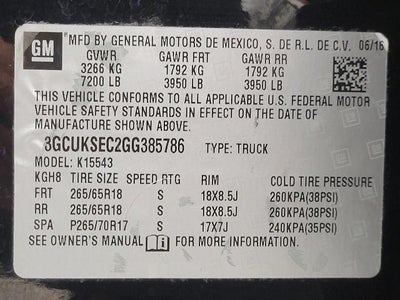 GM
MFD BY GENERAL MOTORS DE MEXICO, S. DE R.L. DE C.V. 06/16
GVWR GAWR FRT GAWR RR
3266 KG 1792 KG 1792 KG
7200 LB 3950 LB 3950 LB
THIS VEHICLE CONFORMS TO ALL APPLICABLE U.S. FEDERAL MOTOR
VEHICLE SAFETY STANDARDS IN EFFECT ON THE DATE OF
MANUFACTURE SHOWN ABOVE.
3GCUKSEC2GG385786 TYPE: TRUCK
MODEL: K15543
KGH8 TIRE SIZE SPEED RTG RIM COLD TIRE PRESSURE
FRT 265/65R18 S 18X8.5J 260KPA(38PSI)
RR 265/65R18 S 18X8.5J 260KPA(38PSI)
SPA P265/70R17 S 17X7J 240KPA(35PSI)
SEE OWNER'S MANUAL FOR MORE INFORMATION.